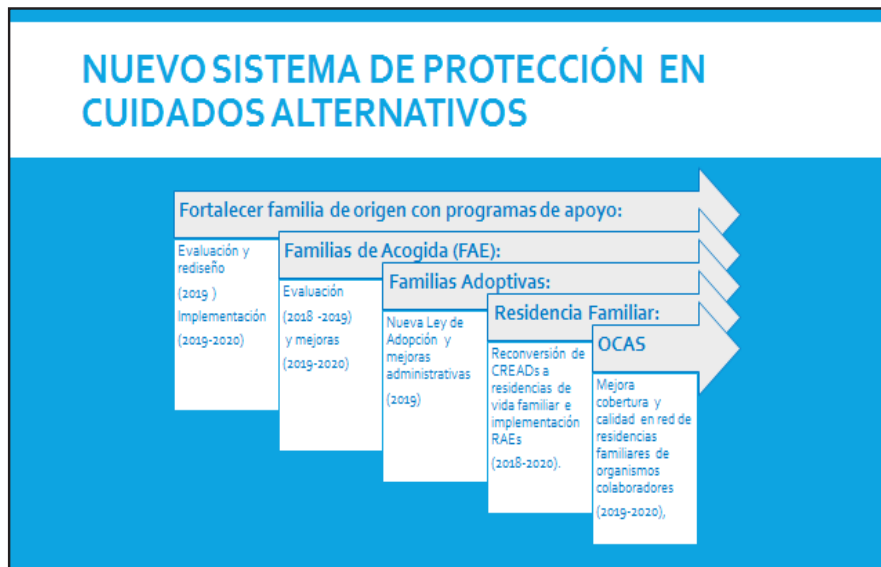 NUEVO SISTEMA DE PROTECCIÓN EN
CUIDADOS ALTERNATIVOS
Fortalecer familia de origen con programas de apoyo:
Evaluación y
rediseño
(2019 )
Implementación
(2019-2020)
Familias de Acogida (FAE):
Evaluación
(2018 -2019)
y mejoras
(2019-2020)
Familias Adoptivas:
Nueva Ley de
Adopción y
mejoras
administrativas
(2019)
Residencia Familiar:
Reconversión de
CREADs a
residencias de
vida familiar e
implementación
RAEs
(2018-2020).
OCAS
Mejora
cobertura y
calidad en red de
residencias
familiares de
organismos
colaboradores
(2019-2020),